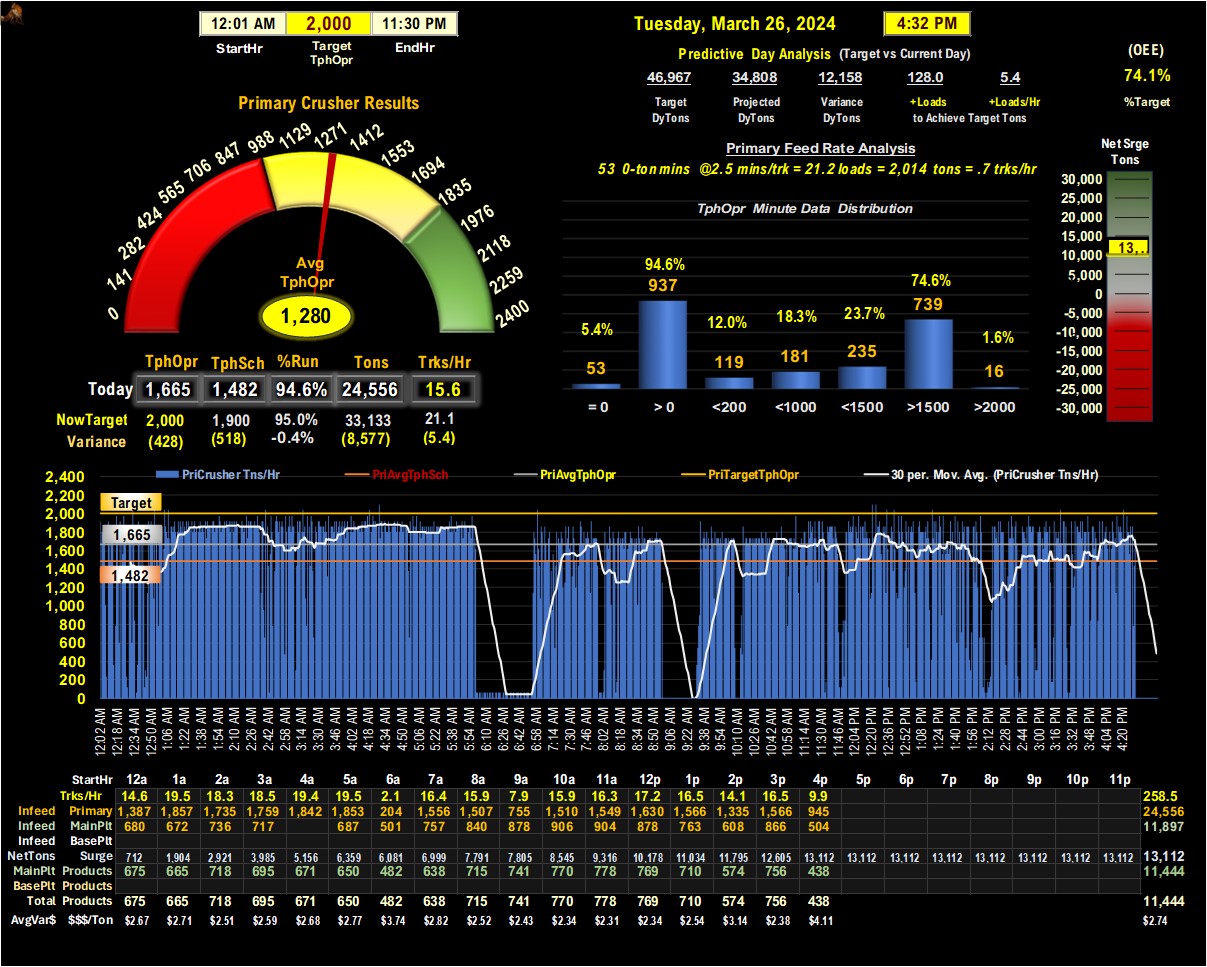 12:01 AM 2,000 11:30 PM
StartHr Target TphOpr EndHr
Tuesday, March 26, 2024 4:32 PM
Predictive Day Analysis (Target vs Current Day)
46,967 34,808 12,158 128.0 5.4
Target Projected Variance +Loads +Loads/Hr
DyTons DyTons DyTons to Achieve Target Tons
(OEE)
74.1%
%Target
Primary Crusher Results
0 141 282 424 565 706 847 988 1129 1271 1412 1553 1694 1835 1976 2118 2259 2400
Avg
TphOpr
1,280
TphOpr TphSch %Run Tons Trks/Hr
Today 1,665 1,482 94.6% 24,556 15.6
NowTarget 2,000 1,900 95.0% 33,133 21.1
Variance (428) (518) -0.4% (8,577) (5.4)
Primary Feed Rate Analysis
53 0-ton mins @2.5 mins/trk = 21.2 loads = 2,014 tons = .7 trks/hr
TphOpr Minute Data Distribution
5.4% 94.6% 12.0% 18.3% 23.7% 74.6% 1.6%
53 937 119 181 235 739 16
= 0 > 0 <200 <1000 <1500 >1500 >2000
Net Srge
Tons
30,000
25,000
20,000
15,000
13,..
10,000
5,000
0
-5,000
-10,000
-15,000
-20,000
-25,000
-30,000
PriCrusher Tns/Hr PriAvgTphSch PriAvgTphOpr PriTargetTphOpr 30 per. Mov. Avg. (PriCrusher Tns/Hr)
2,400
2,200
2,000
1,800
1,600
1,400
1,200
1,000
800
600
400
200
0
Target
1,665
1,482
12:02 AM 12:18 AM 12:34 AM 12:50 AM 1:06 AM 1:22 AM 1:38 AM 1:54 AM 2:10 AM 2:26 AM 2:42 AM 2:58 AM 3:14 AM 3:30 AM 3:46 AM 4:02 AM 4:18 AM 4:34 AM 4:50 AM 5:06 AM 5:22 AM 5:38 AM 5:54 AM 6:10 AM 6:26 AM 6:42 AM 6:58 AM 7:14 AM 7:30 AM 7:46 AM 8:02 AM 8:18 AM 8:34 AM 8:50 AM 9:06 AM 9:22 AM 9:38 AM 9:54 AM 10:10 AM 10:26 AM 10:42 AM 10:58 AM 11:14 AM 11:30 AM 11:46 AM 12:04 PM 12:20 PM 12:36 PM 12:52 PM 1:08 PM 1:24 PM 1:40 PM 1:56 PM 2:12 PM 2:28 PM 2:44 PM 3:00 PM 3:16 PM 3:32 PM 3:48 PM 4:04 PM 4:20 PM
StartHr 12a 1a 2a 3a 4a 5a 6a 7a 8a 9a 10a 11a 12p 1p 2p 3p 4p 5p 6p 7p 8p 9p 10p 11p
Trks/Hr 14.6 19.5 18.3 18.5 19.4 19.5 2.1 16.4 15.9 7.9 15.9 16.3 17.2 16.5 14.1 16.5 9.9 258.5
Infeed Primary 1,387 1,857 1,735 1,759 1,842 1,853 204 1,556 1,507 755 1,510 1,549 1,630 1,566 1,335 1,566 945 24,556
Infeed MainPlt 680 672 736 717 687 501 757 840 878 906 904 878 763 608 866 504 11,897
Infeed BasePlt
NetTons Surge 712 1,904 2,921 3,985 5,156 6,359 6,081 6,999 7,791 7,805 8,545 9,316 10,178 11,034 11,795 12,605 13,112 13,112 13,112 13,112 13,112 13,112 13,112 13,112 13,112
MainPlt Products 675 665 718 695 671 650 482 638 715 741 770 778 769 710 574 756 438 11,444
BasePlt Products
Total Products 675 665 718 695 671 650 482 638 715 741 770 778 769 710 574 756 438 11,444
AvgVar$ $$$/Ton $2.67 $2.71 $2.51 $2.59 $2.68 $2.77 $3.74 $2.82 $2.52 $2.43 $2.34 $2.31 $2.34 $2.54 $3.14 $2.38 $4.11 $2.74